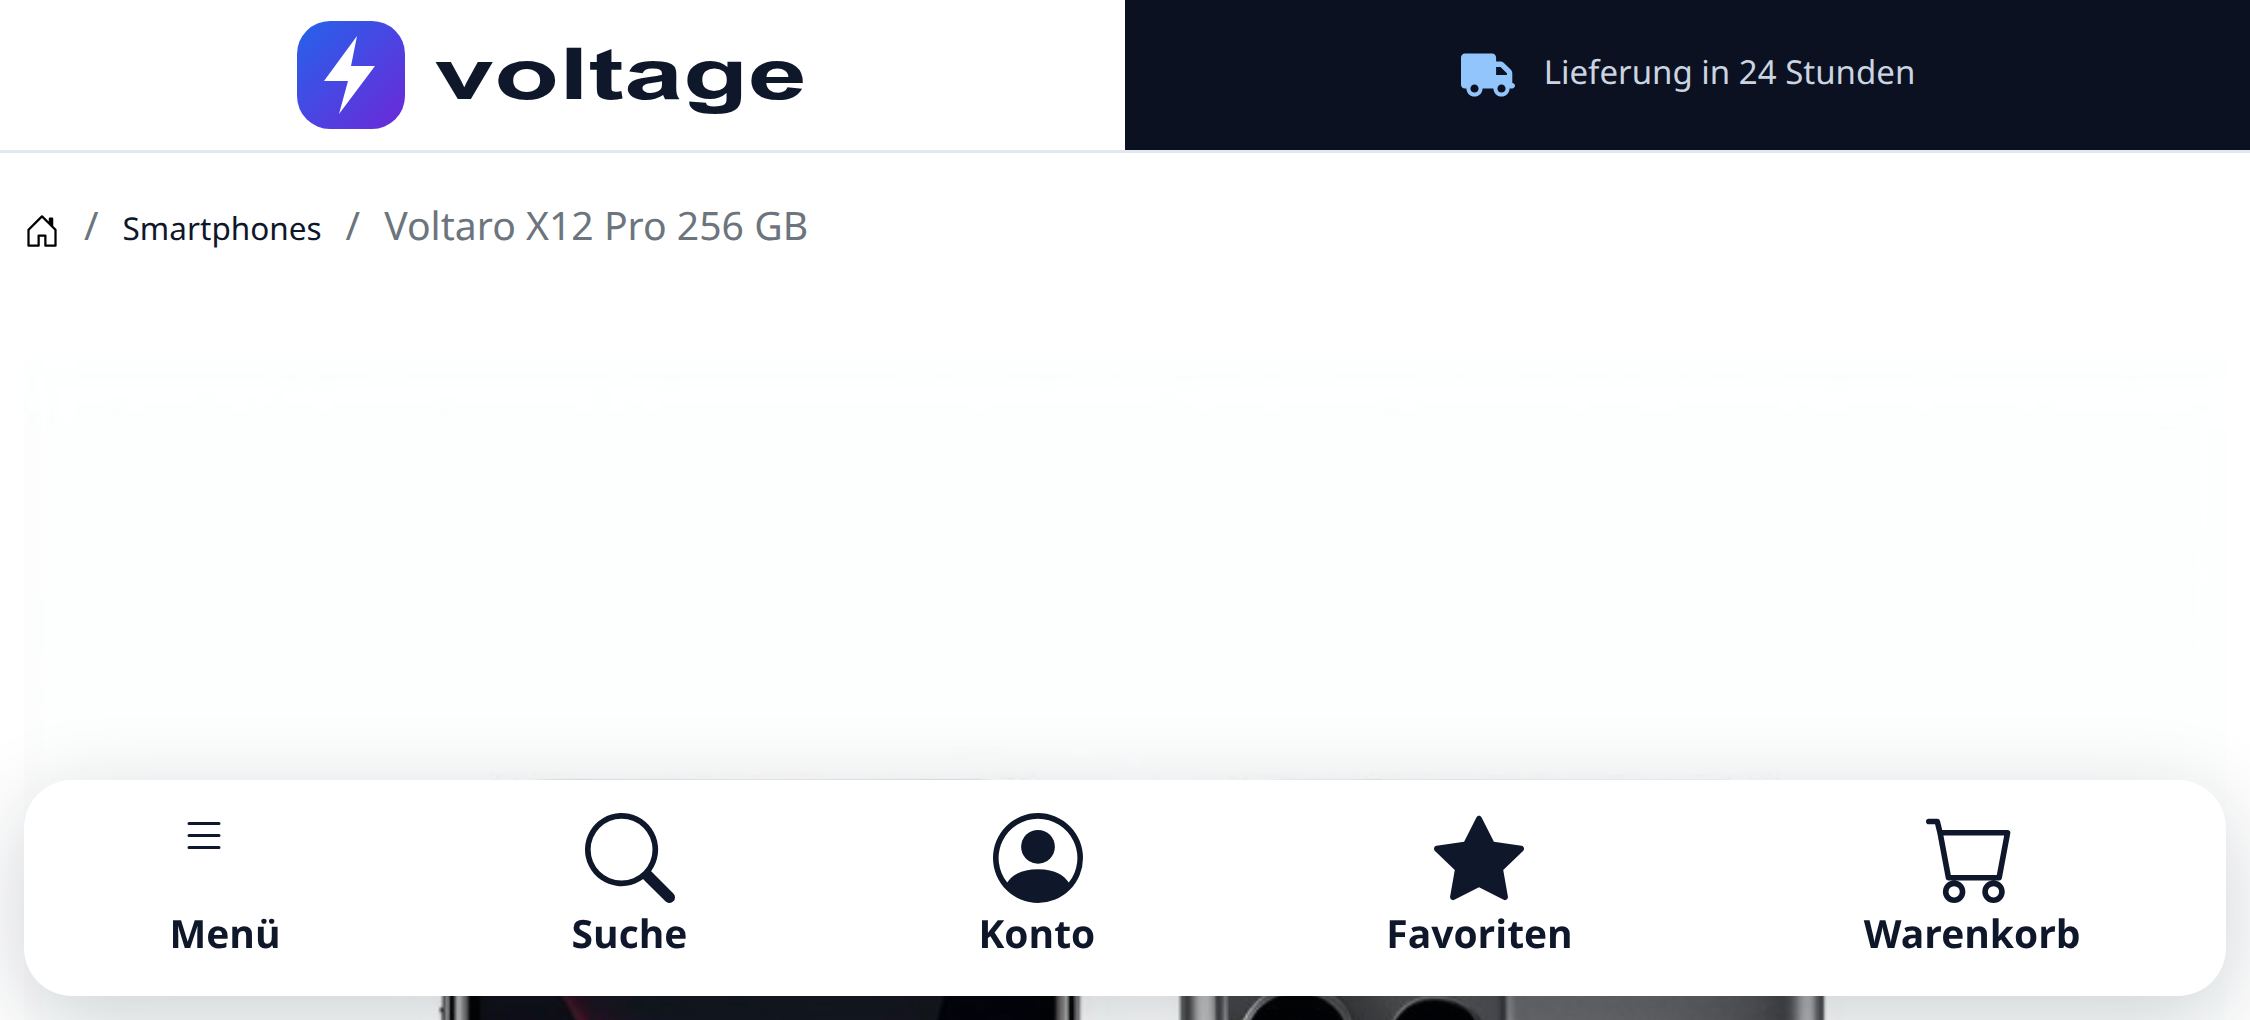 voltage
Lieferung in 24 Stunden
/ Smartphones / Voltaro X12 Pro 256 GB
Menü
Suche
Konto
Favoriten
Warenkorb